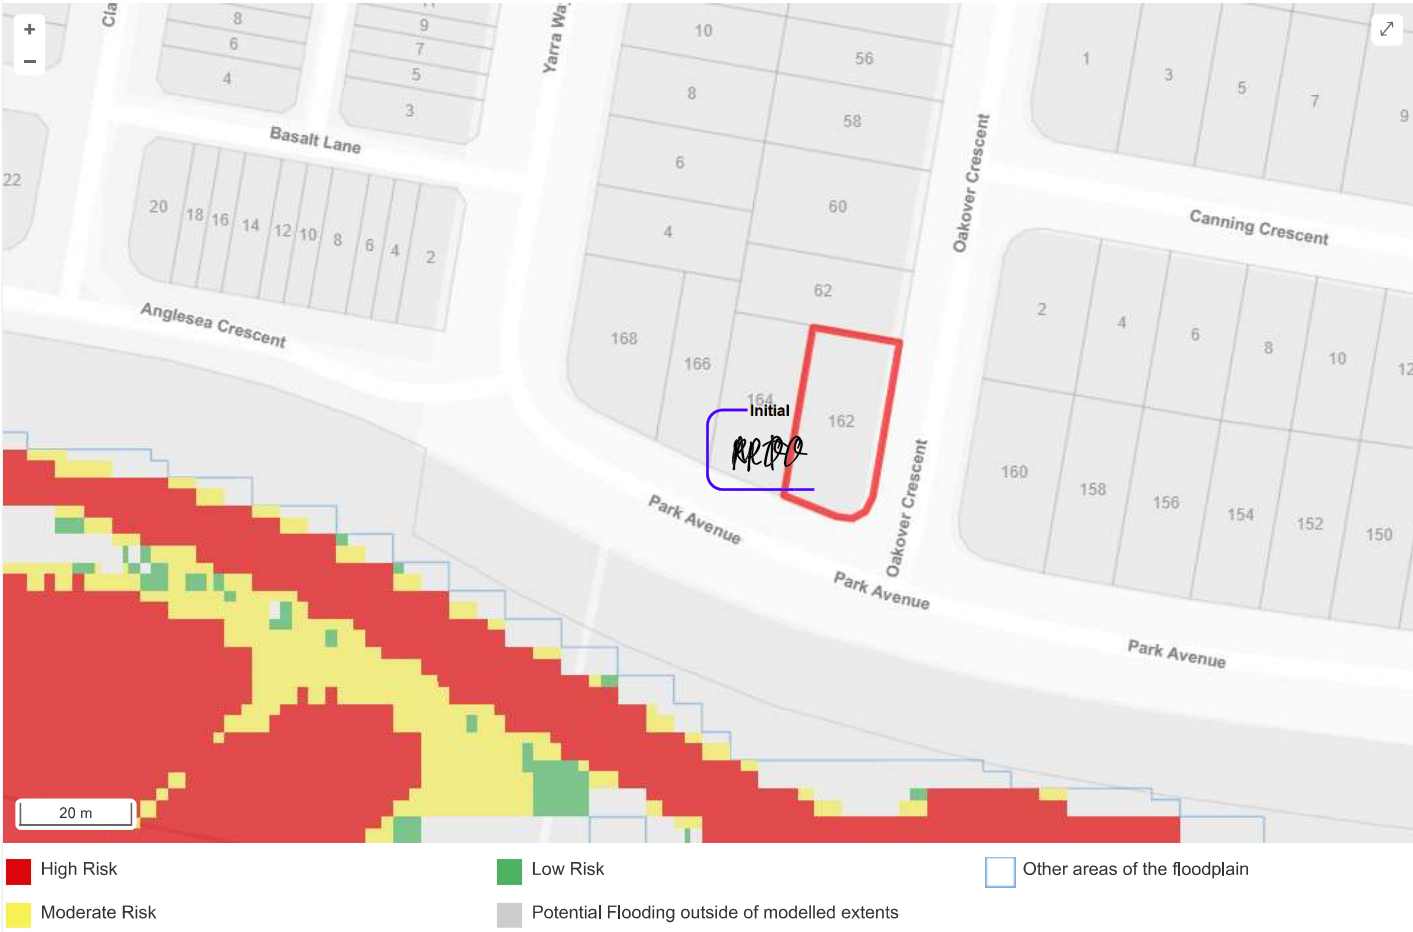 +
−
Cla
8
6
4
11
9
7
5
3
Yarra Way
10
8
6
4
56
58
60
62
Oakover Crescent
1
3
5
7
9
Canning Crescent
Basalt Lane
22
20
18
16
14
12
10
8
6
4
2
Anglesea Crescent
168
166
164
162
Initial
2
4
6
8
10
12
160
158
156
154
152
150
Oakover Crescent
Park Avenue
Park Avenue
Park Avenue
20 m
High Risk
Low Risk
Other areas of the floodplain
Moderate Risk
Potential Flooding outside of modelled extents